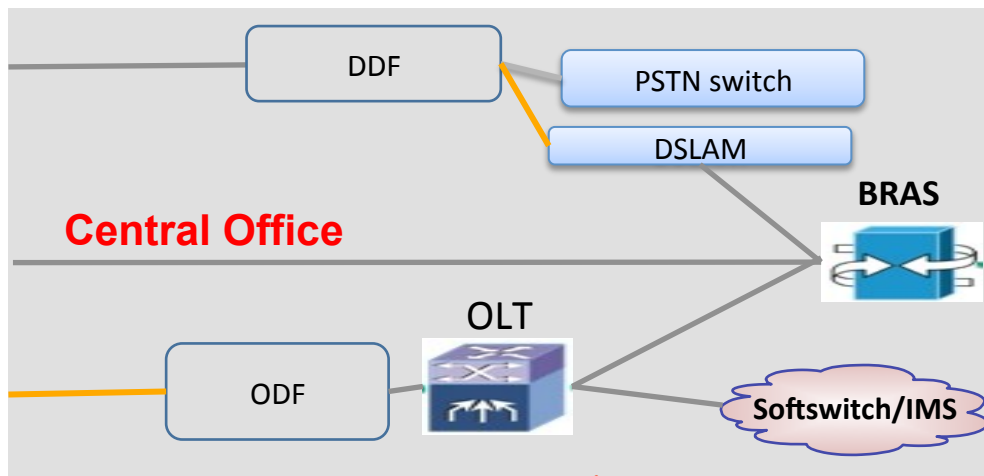 DDF
PSTN switch
DSLAM
BRAS
Central Office
OLT
ODF
Softswitch/IMS